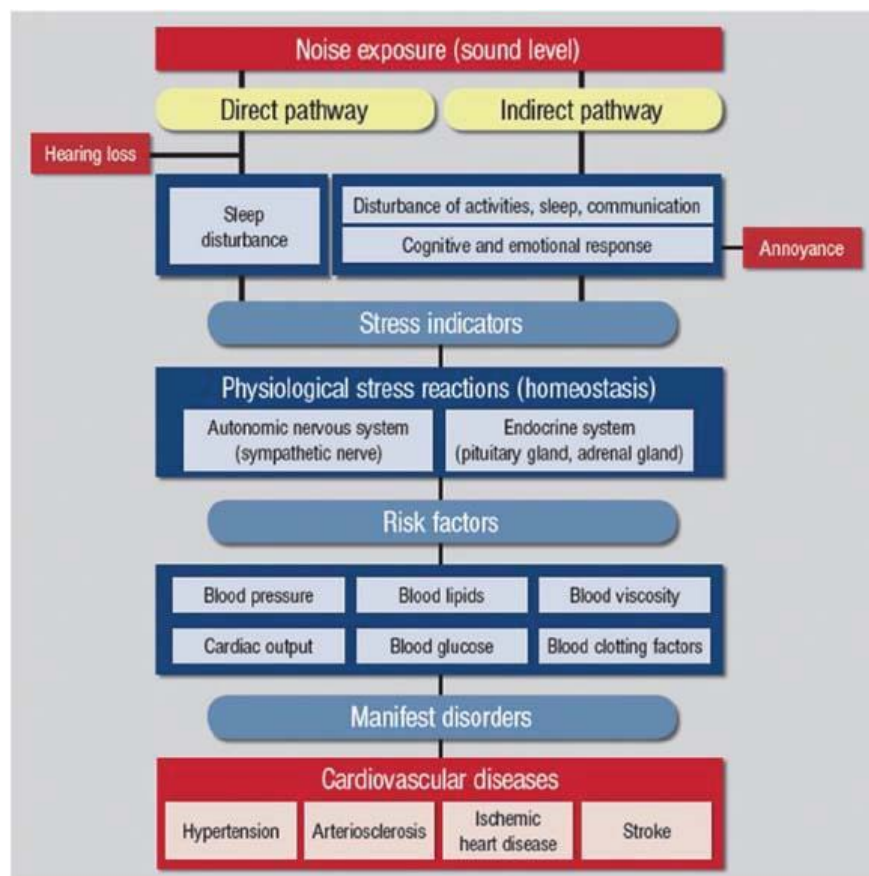 Noise exposure (sound level)
Direct pathway
Indirect pathway
Hearing loss
Sleep
disturbance
Disturbance of activities, sleep, communication
Cognitive and emotional response
Annoyance
Stress indicators
Physiological stress reactions (homeostasis)
Autonomic nervous system
(sympathetic nerve)
Endocrine system
(pituitary gland, adrenal gland)
Risk factors
Blood pressure
Blood lipids
Blood viscosity
Cardiac output
Blood glucose
Blood clotting factors
Manifest disorders
Cardiovascular diseases
Hypertension
Arteriosclerosis
Ischemic
heart disease
Stroke